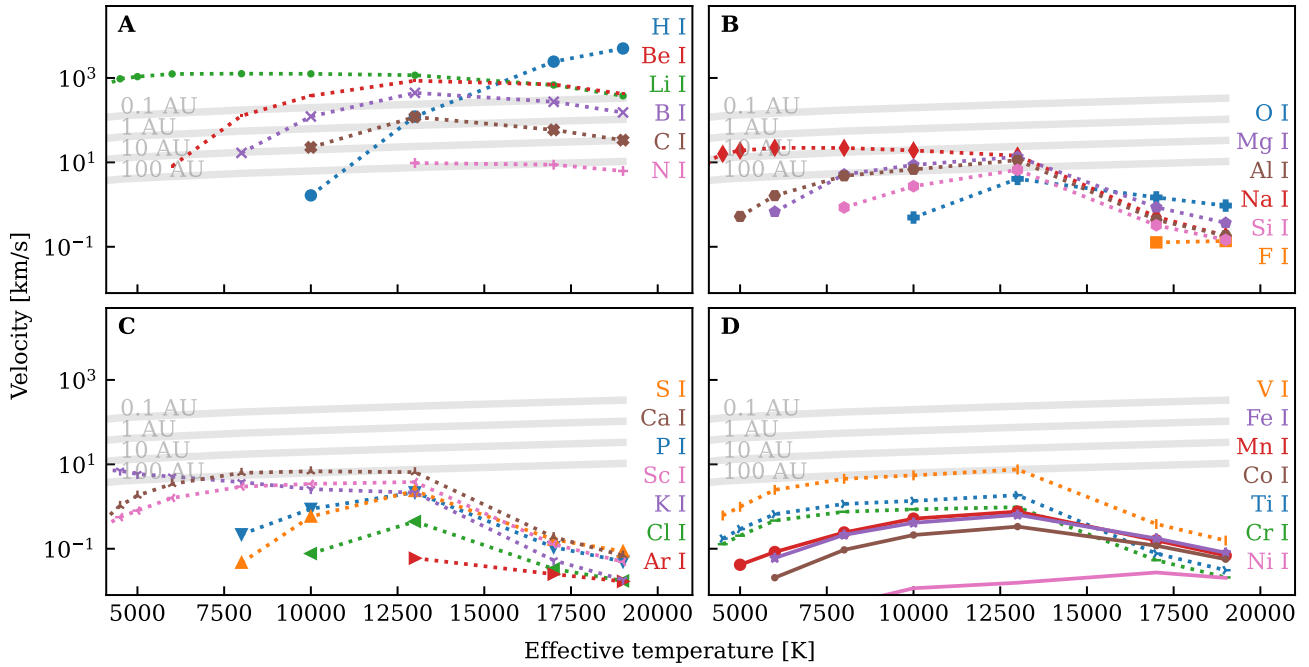 A
H I
Be I
Li I
B I
C I
N I
0.1 AU
1 AU
10 AU
100 AU
10³
10¹
10⁻¹
B
O I
Mg I
Al I
Na I
Si I
F I
0.1 AU
1 AU
10 AU
100 AU
Velocity [km/s]
C
S I
Ca I
P I
Sc I
K I
Cl I
Ar I
0.1 AU
1 AU
10 AU
100 AU
10³
10¹
10⁻¹
5000 7500 10000 12500 15000 17500 20000
D
V I
Fe I
Mn I
Co I
Ti I
Cr I
Ni I
0.1 AU
1 AU
10 AU
100 AU
5000 7500 10000 12500 15000 17500 20000
Effective temperature [K]